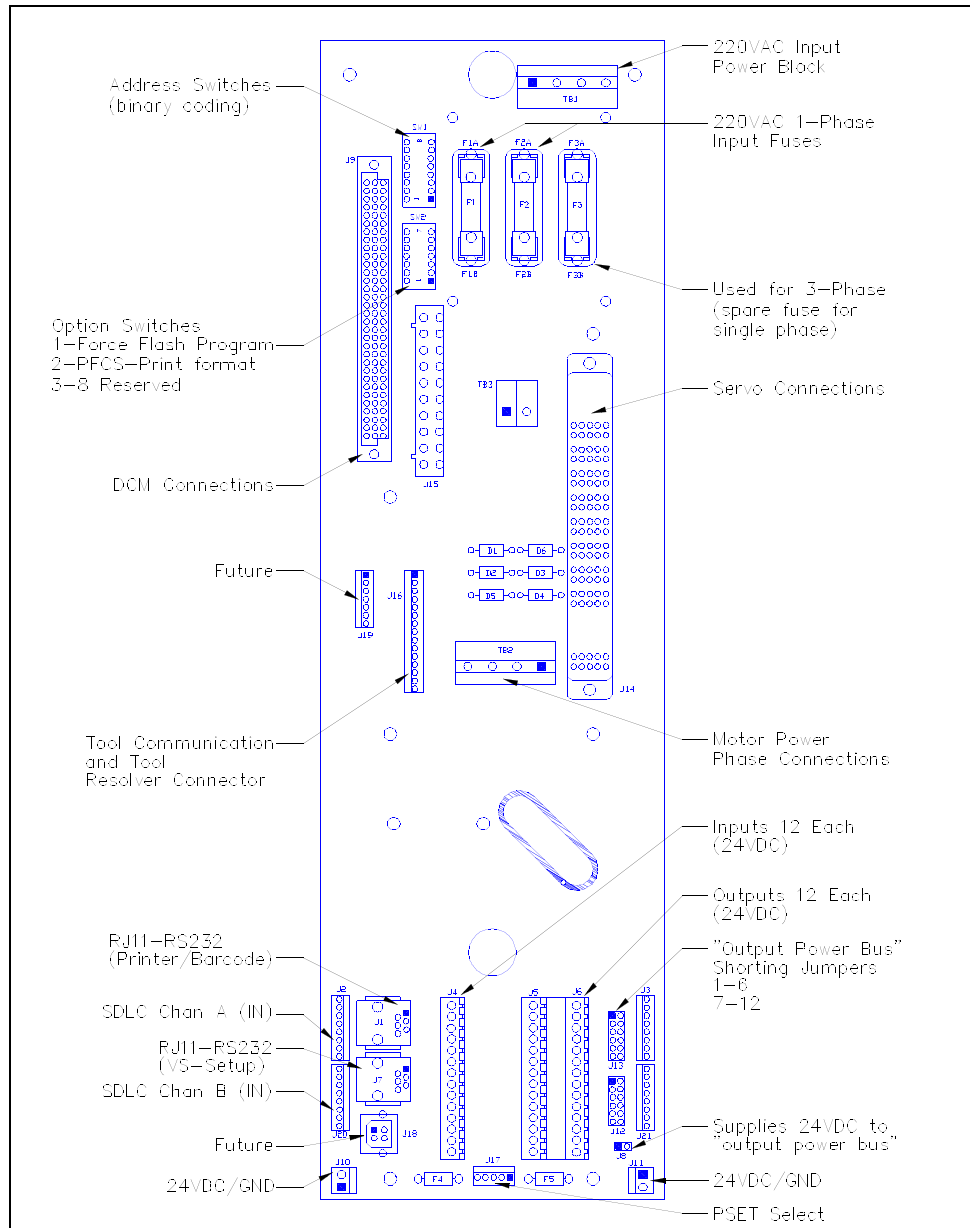 220VAC Input
Power Block
Address Switches
(binary coding)
TB1
220VAC 1-Phase
Input Fuses
SW1
F1A
F2A
F3A
J9
F1
F2
F3
SW2
F1B
F2B
F3B
Used for 3-Phase
(spare fuse for
single phase)
Option Switches
1-Force Flash Program
2-PFCS-Print format
3-8 Reserved
TB3
Servo Connections
J15
DCM Connections
D1
D6
D2
D3
D5
D4
Future
J16
J19
TB2
J14
Tool Communication
and Tool
Resolver Connector
Motor Power
Phase Connections
Inputs 12 Each
(24VDC)
Outputs 12 Each
(24VDC)
RJ11-RS232
(Printer/Barcode)
"Output Power Bus"
Shorting Jumpers
1-6
7-12
J4
J5
J6
J3
SDLC Chan A (IN)
J1
RJ11-RS232
(VS-Setup)
J13
SDLC Chan B (IN)
J20
J18
J12
J21
Supplies 24VDC to
"output power bus"
Future
J8
J10
J17
J11
24VDC/GND
F4
F5
24VDC/GND
PSET Select